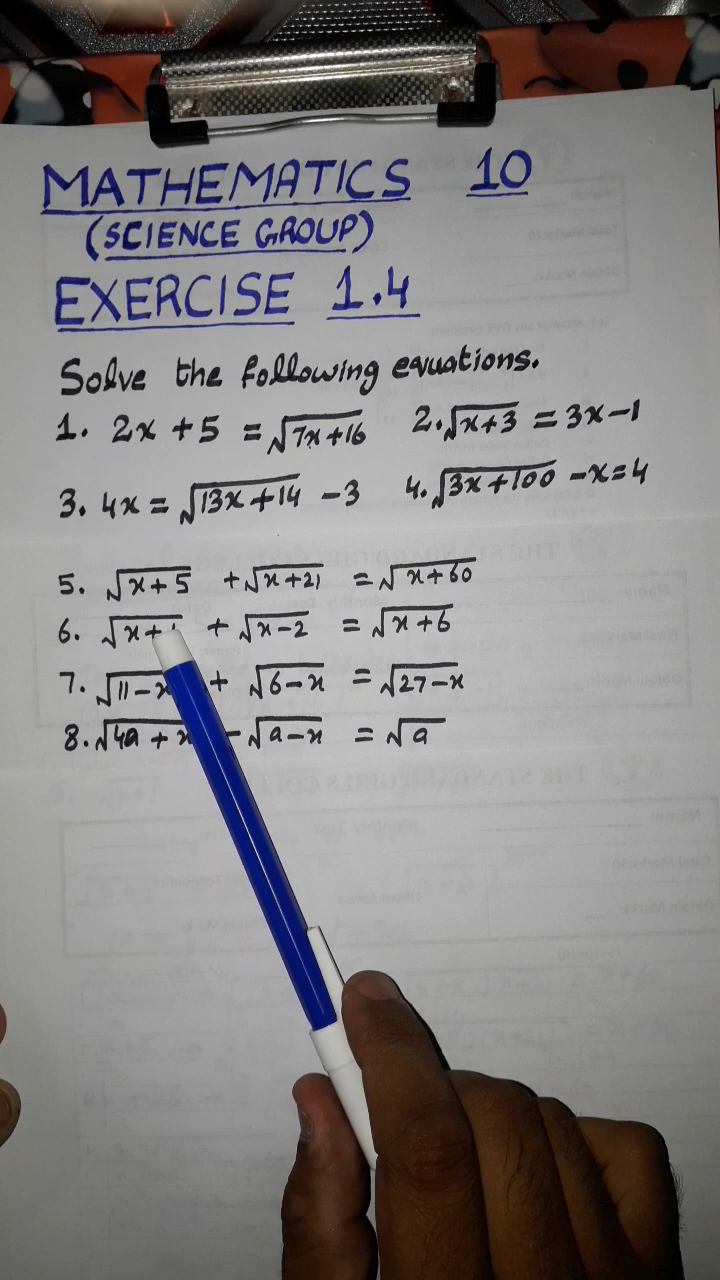 MATHEMATICS 10
(SCIENCE GROUP)
EXERCISE 1.4
Solve the following equations.
1. 2x + 5 = √7x+16 2. √x+3 = 3x-1
3. 4x = √13x+14 - 3 4. √3x+100 - x = 4
5. √x+5 + √x+21 = √x+60
6. √x+ + √x-2 = √x+6
7. √11-x + √6-x = √27-x
8. √4a + x - √a-x = √a